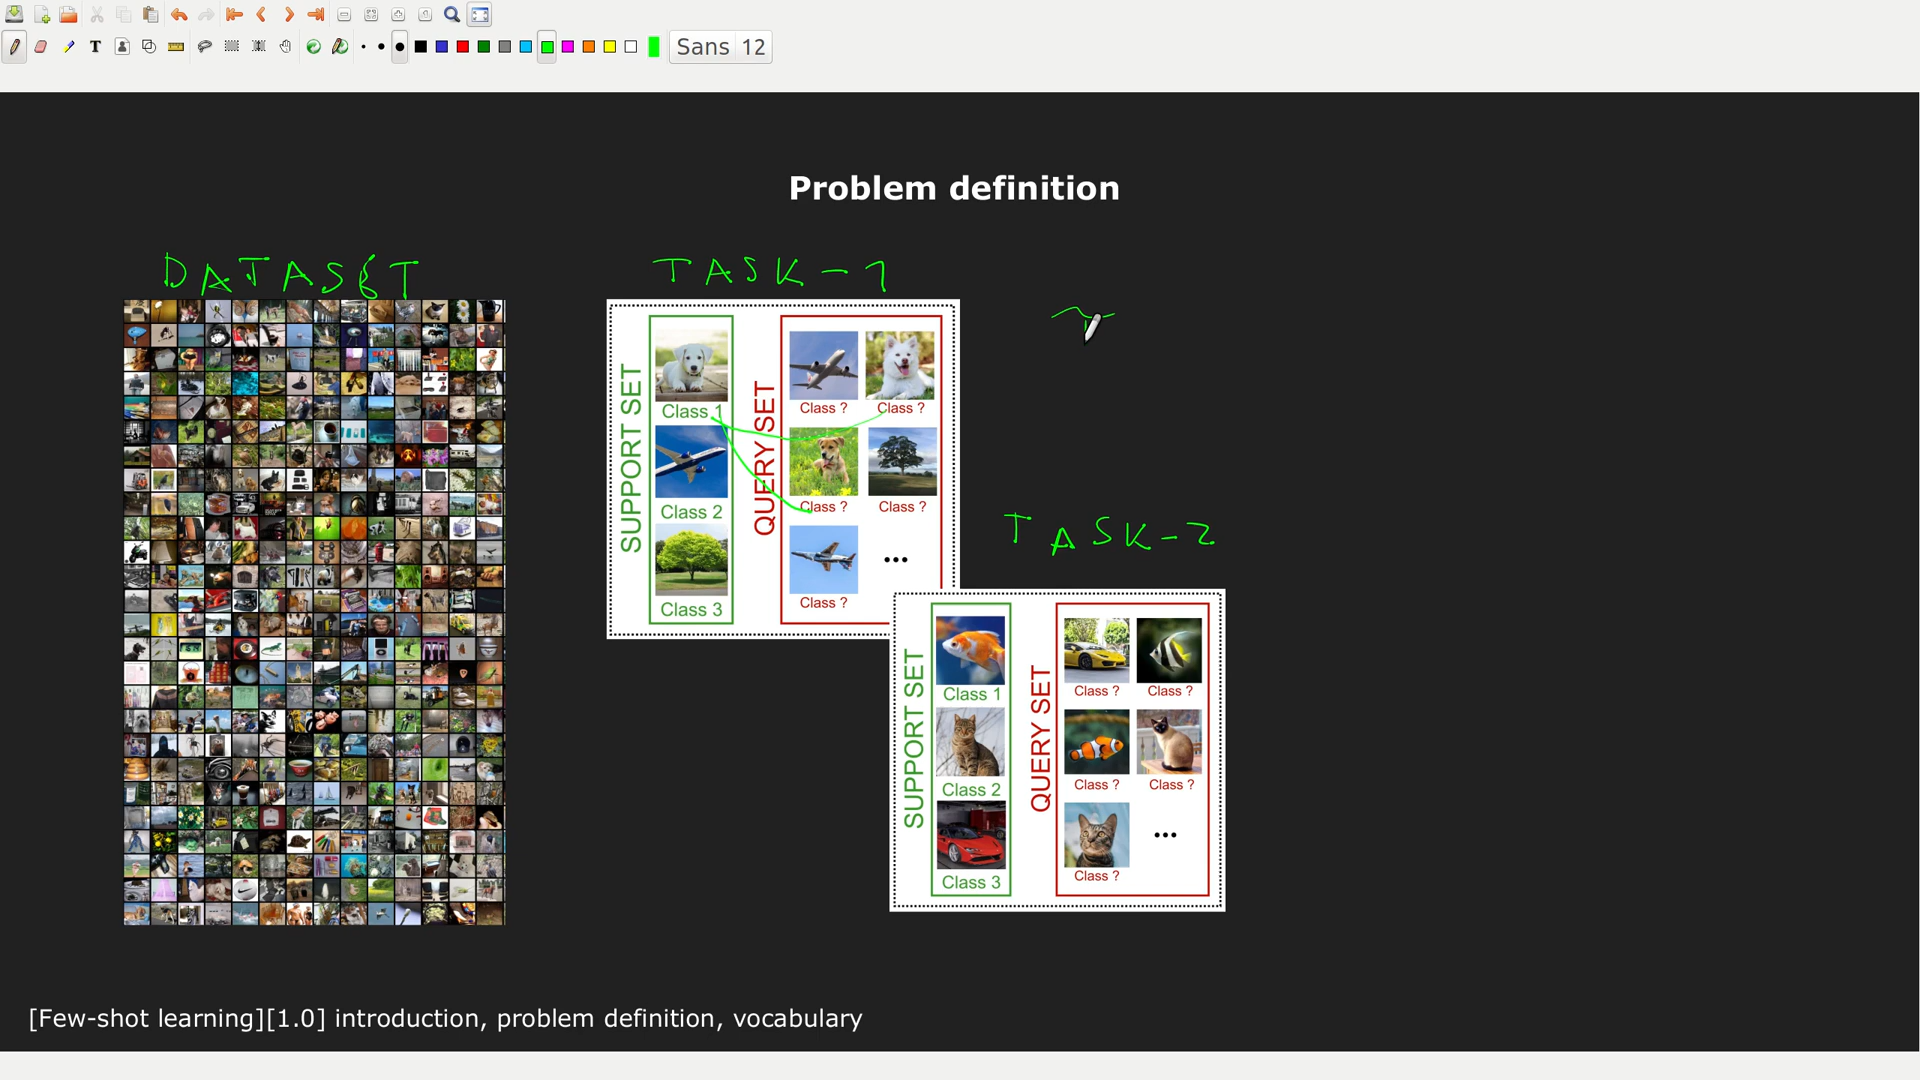 Sans 12
Problem definition
DATASET
TASK-1
SUPPORT SET
Class 1
Class 2
Class 3
QUERY SET
Class ? Class ?
Class ? Class ?
Class ? ...
TASK-2
SUPPORT SET
Class 1
Class 2
Class 3
QUERY SET
Class ? Class ?
Class ? Class ?
Class ? ...
[Few-shot learning][1.0] introduction, problem definition, vocabulary